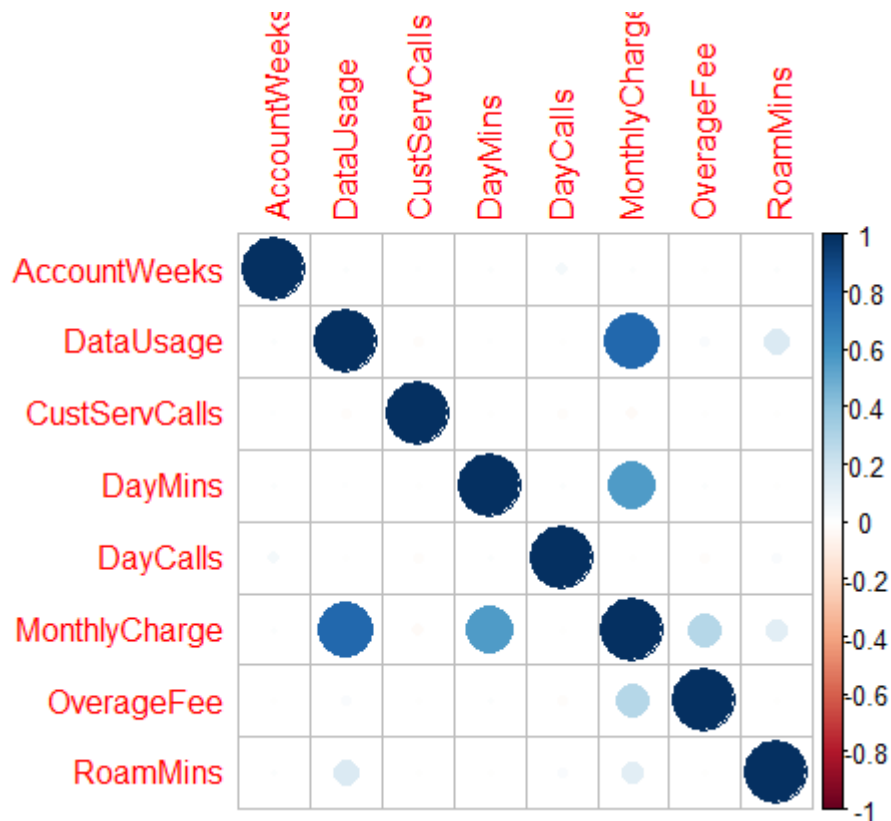 AccountWeeks
DataUsage
CustServCalls
DayMins
DayCalls
MonthlyCharge
OverageFee
RoamMins
AccountWeeks
DataUsage
CustServCalls
DayMins
DayCalls
MonthlyCharge
OverageFee
RoamMins
1
0.8
0.6
0.4
0.2
0
-0.2
-0.4
-0.6
-0.8
-1